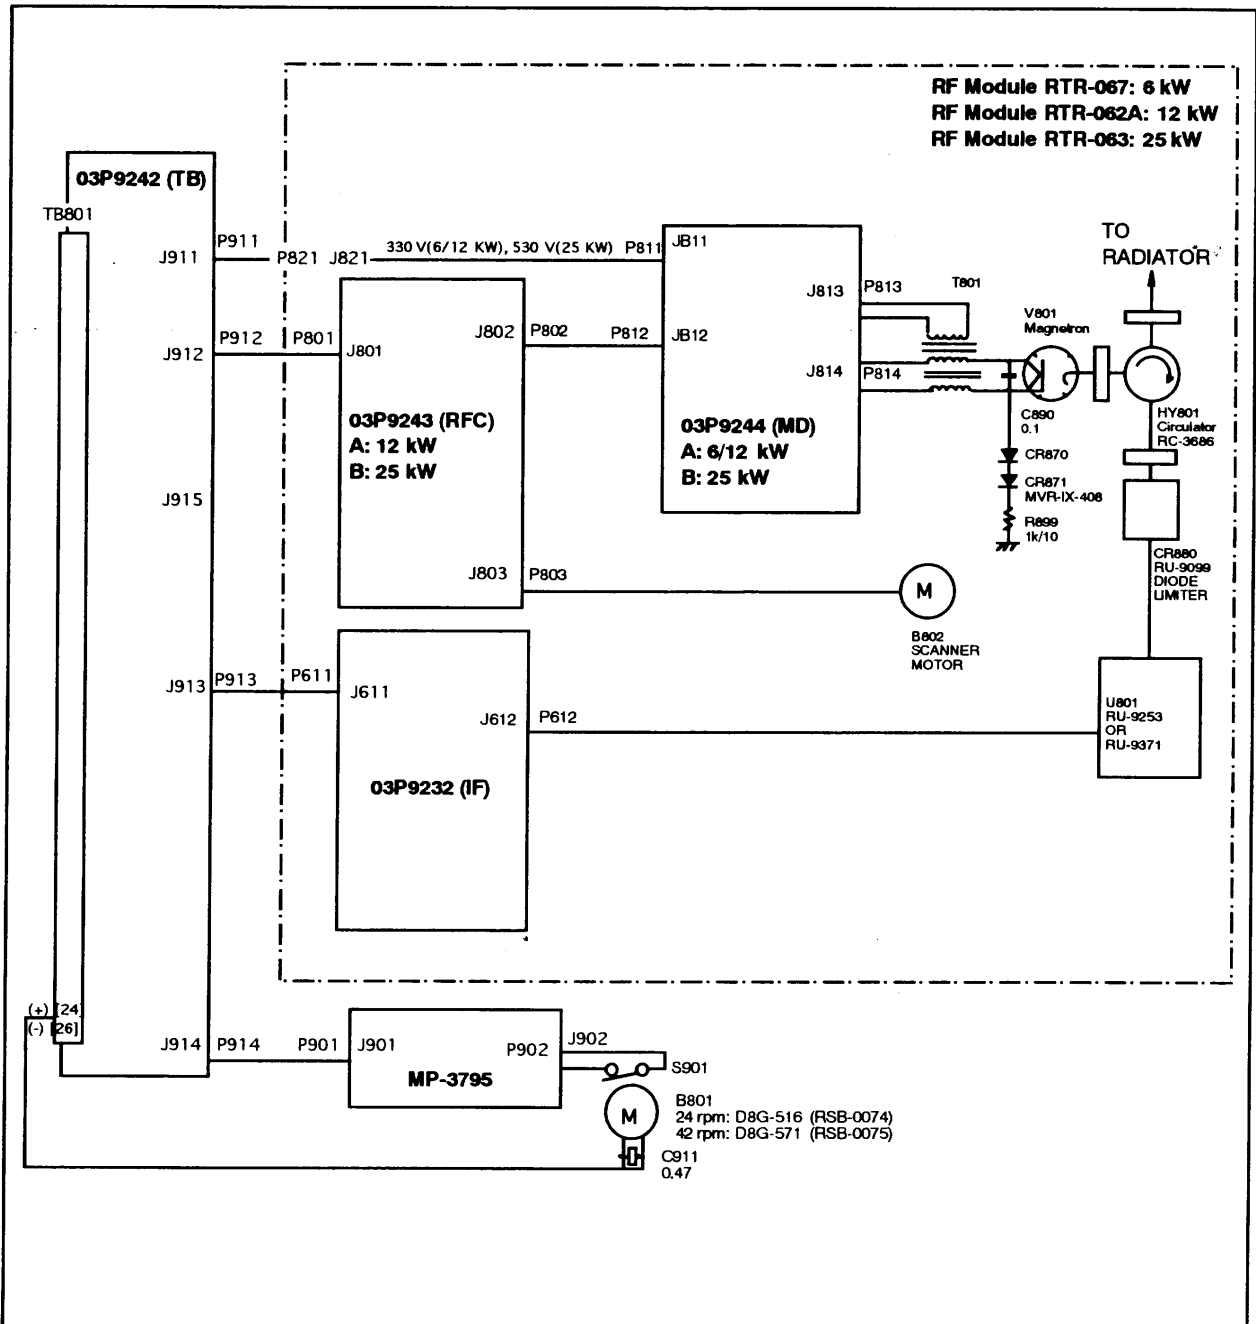 RF Module RTR-067: 6 kW
RF Module RTR-062A: 12 kW
RF Module RTR-063: 25 kW
03P9242 (TB)
TB801
J911
P911
P821
J821
330 V(6/12 KW), 530 V(25 KW)
P811
JB11
J912
P912
P801
J801
J802
P802
P812
JB12
03P9243 (RFC)
A: 12 kW
B: 25 kW
J803
P803
03P9244 (MD)
A: 6/12 kW
B: 25 kW
J813
P813
J814
P814
T801
V801
Magnetron
TO
RADIATOR
HY801
Circulator
RC-3686
C890
0.1
CR870
CR871
MVR-IX-408
R899
1k/10
CR880
RU-9099
DIODE
LIMITER
M
B802
SCANNER
MOTOR
J915
J913
P913
P611
J611
J612
P612
03P9232 (IF)
U801
RU-9253
OR
RU-9371
(+) [24]
(-) [26]
J914
P914
P901
J901
P902
J902
MP-3795
S901
M
B801
24 rpm: D8G-516 (RSB-0074)
42 rpm: D8G-571 (RSB-0075)
C911
0.47